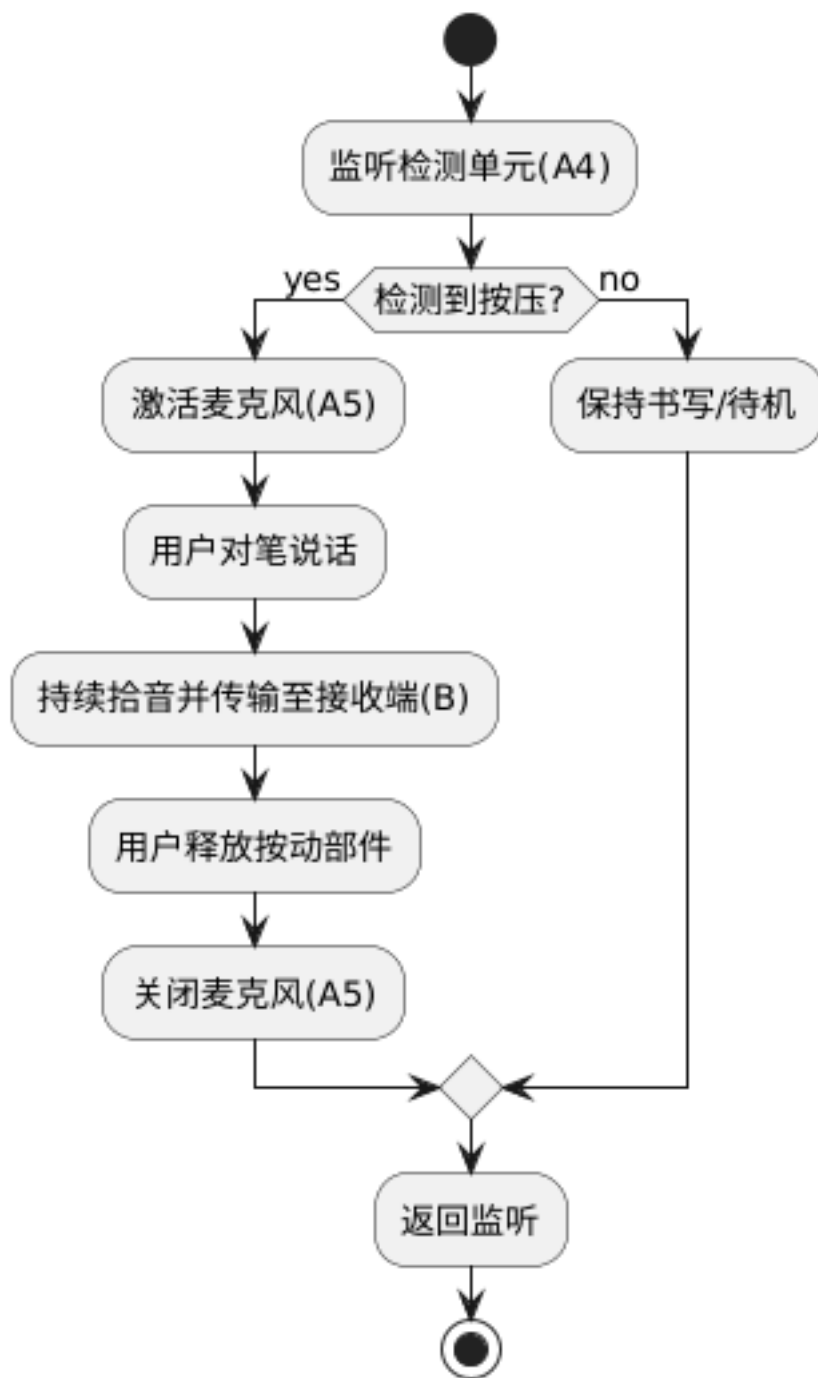 监听检测单元(A4)
yes
检测到按压?
no
激活麦克风(A5)
保持书写/待机
用户对笔说话
持续拾音并传输至接收端(B)
用户释放按动部件
关闭麦克风(A5)
返回监听